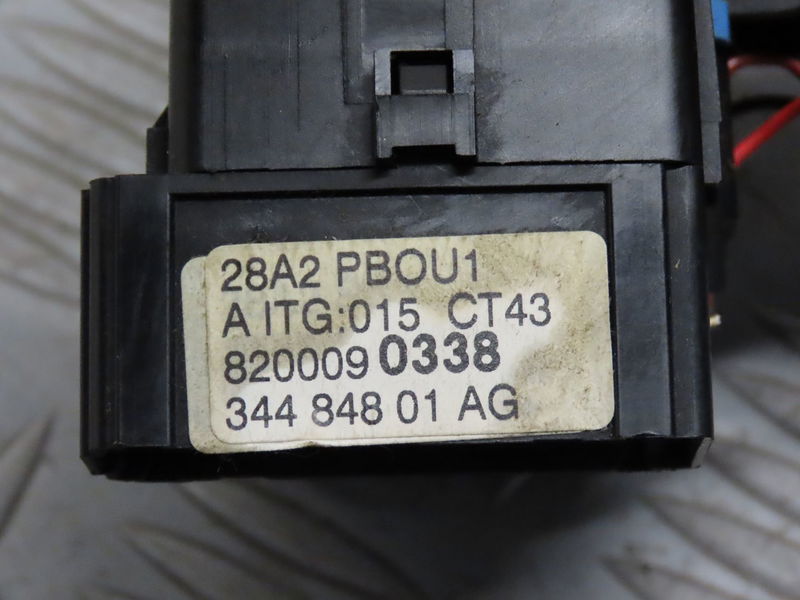 28A2 PBOU1
A ITG:015 CT43
820009 0338
344 848 01 AG